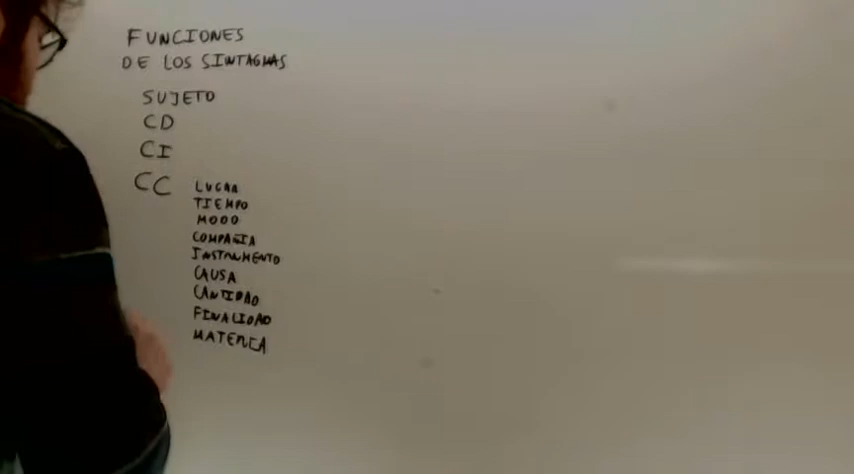 FUNCIONES
DE LOS SINTAGMAS
SUJETO
CD
CI
CC LUGAR
TIEMPO
MODO
COMPAÑIA
INSTRUMENTO
CAUSA
CANTIDAD
FINALIDAD
MATERIA